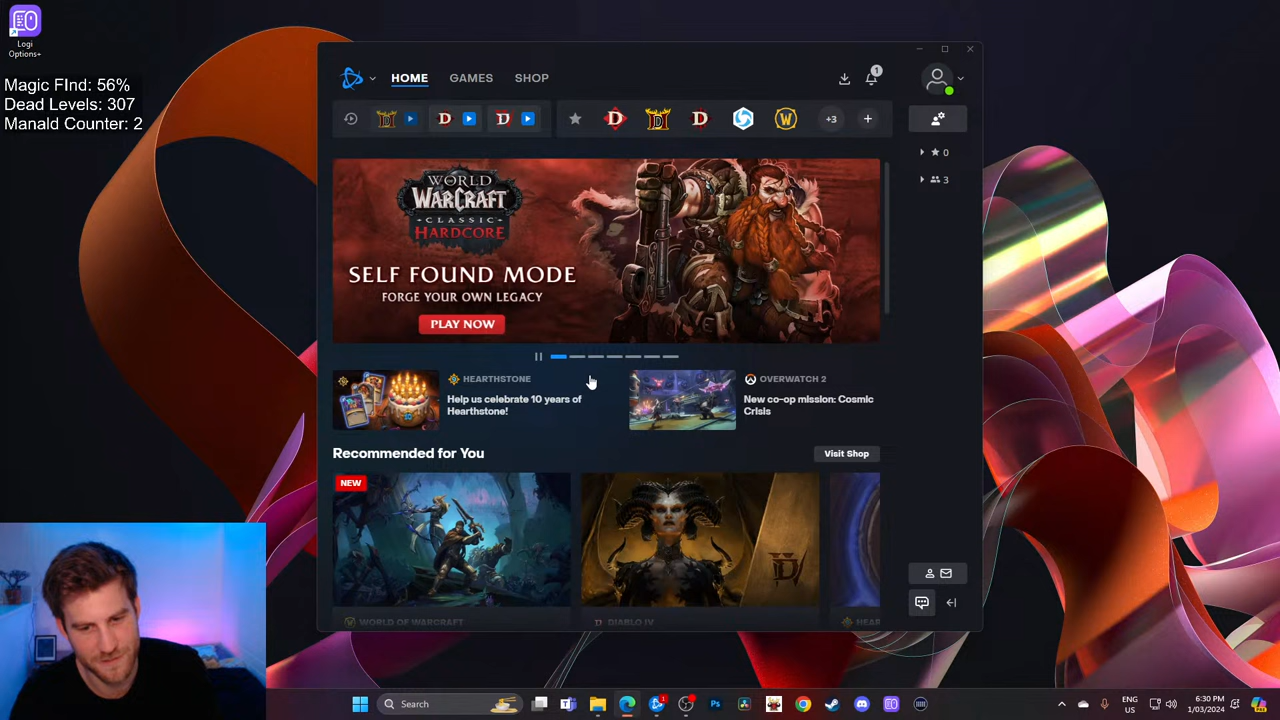 Logi
Options+
Magic FInd: 56%
Dead Levels: 307
Manald Counter: 2
HOME
GAMES
SHOP
1
+3
0
3
WORLD
WARCRAFT
CLASSIC
HARDCORE
SELF FOUND MODE
FORGE YOUR OWN LEGACY
PLAY NOW
HEARTHSTONE
Help us celebrate 10 years of
Hearthstone!
OVERWATCH 2
New co-op mission: Cosmic
Crisis
Recommended for You
Visit Shop
NEW
WORLD OF WARCRAFT
DIABLO IV
HEAR
Search
1
ENG
US
6:30 PM
1/03/2024